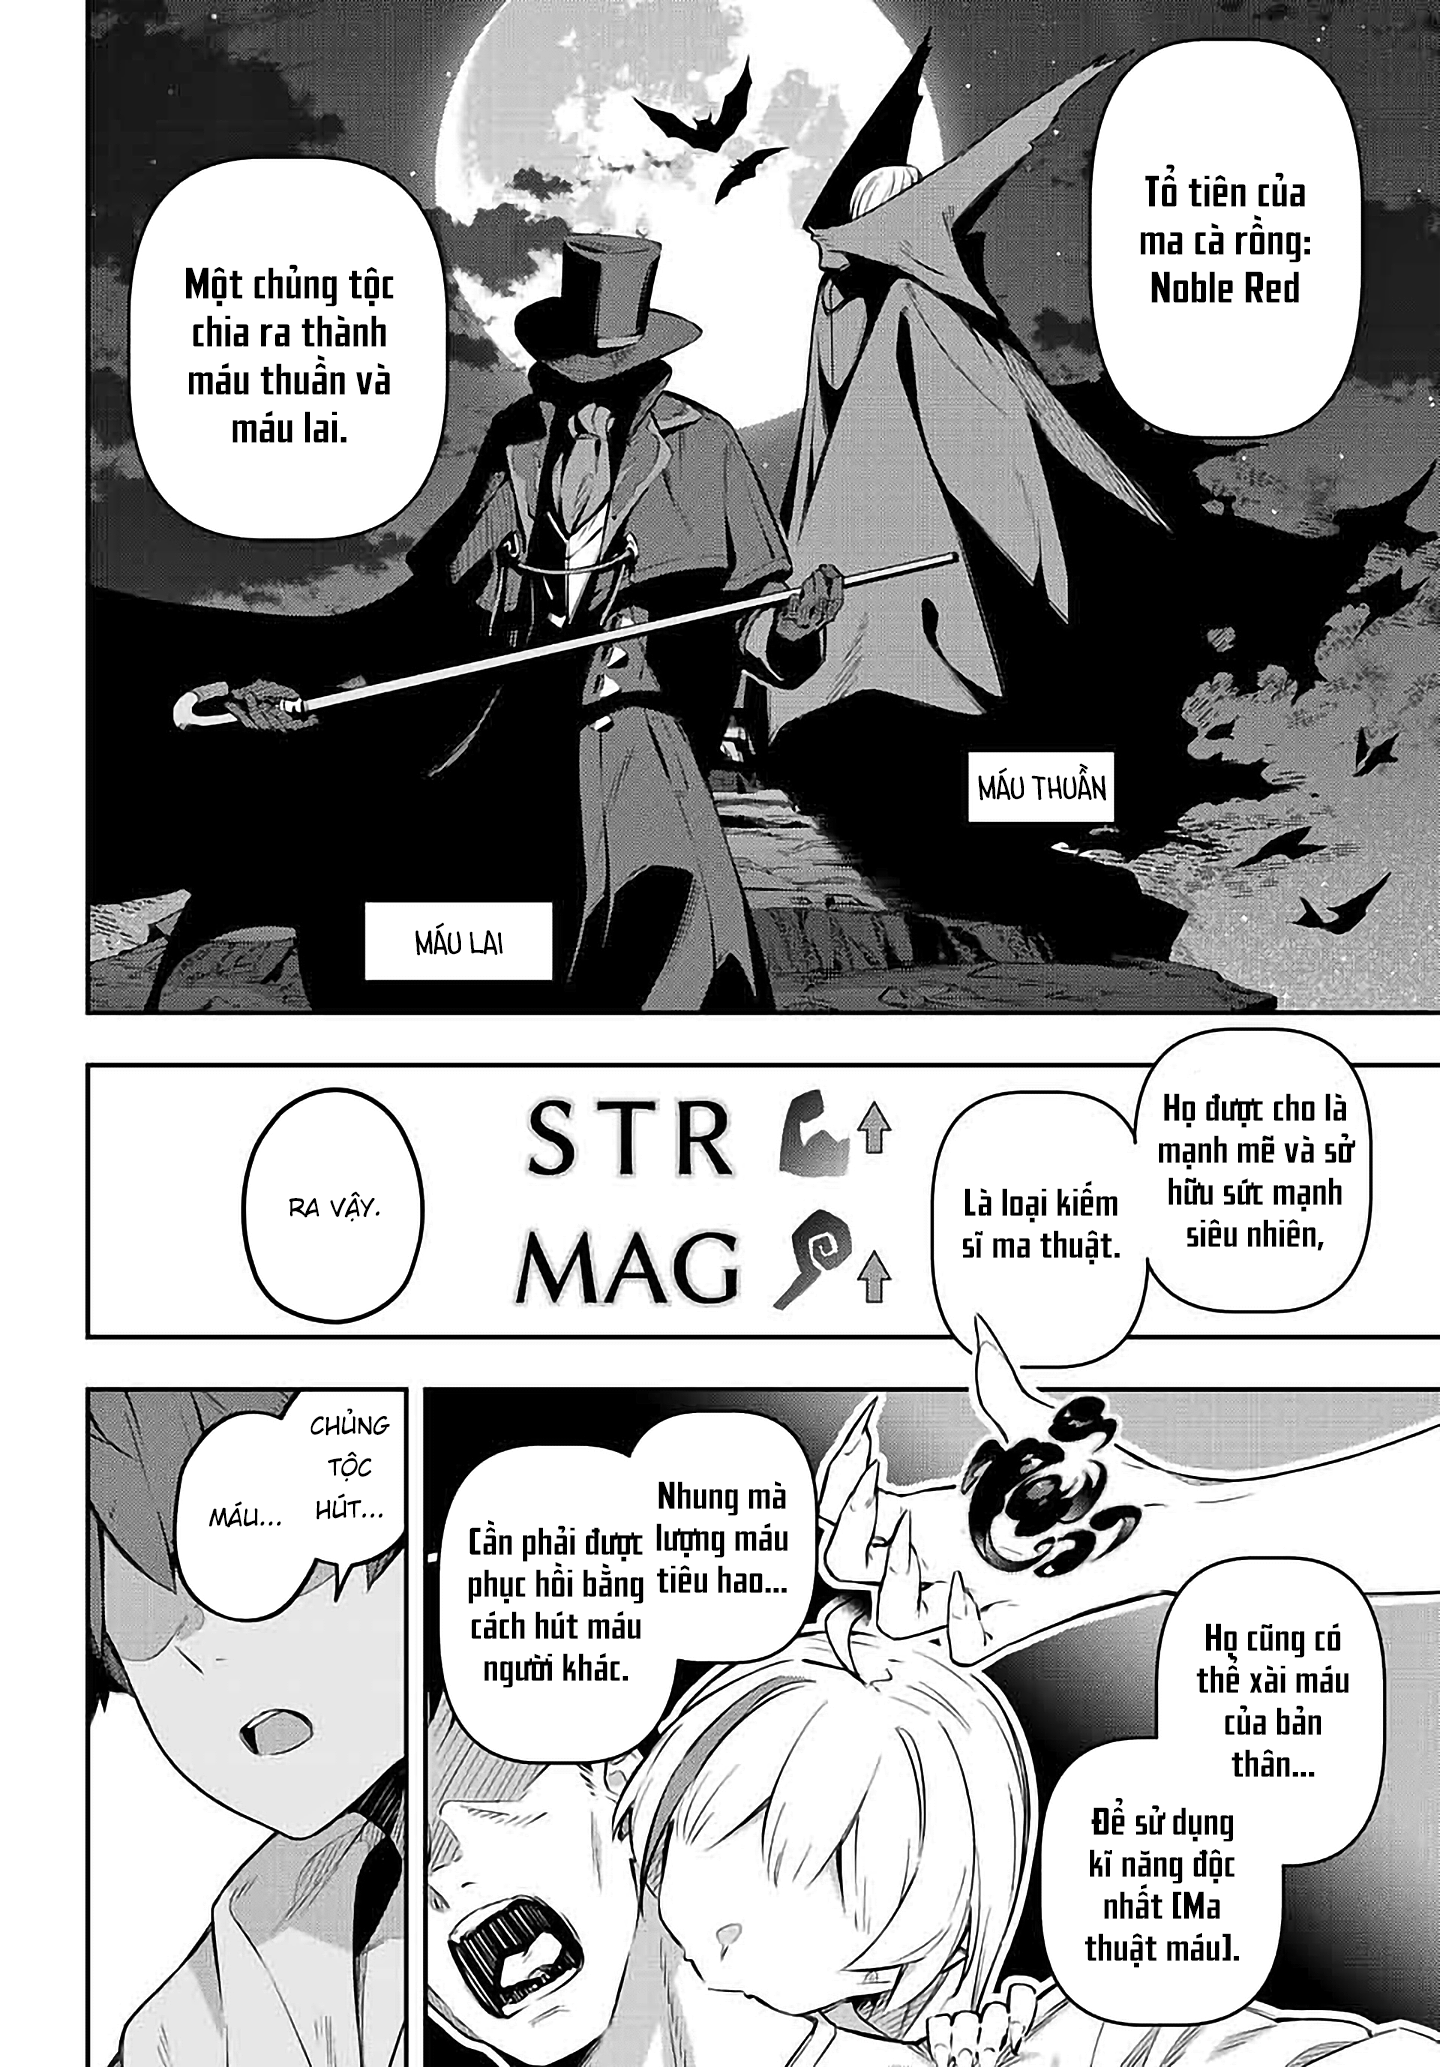 Tổ tiên của
ma cà rồng:
Noble Red
Một chủng tộc
chia ra thành
máu thuần và
máu lai.
MÁU THUẦN
MÁU LAI
Họ được cho là
mạnh mẽ và sở
hữu sức mạnh
siêu nhiên,
Là loại kiếm
sĩ ma thuật.
STR
MAG
RA VẬY.
Họ cũng có
thể xài máu
của bản
thân...
Để sử dụng
kĩ năng độc
nhất [Ma
thuật máu].
Nhưng mà
lượng máu
tiêu hao...
Cần phải được
phục hồi bằng
cách hút máu
người khác.
CHỦNG
TỘC
HÚT...
MÁU...